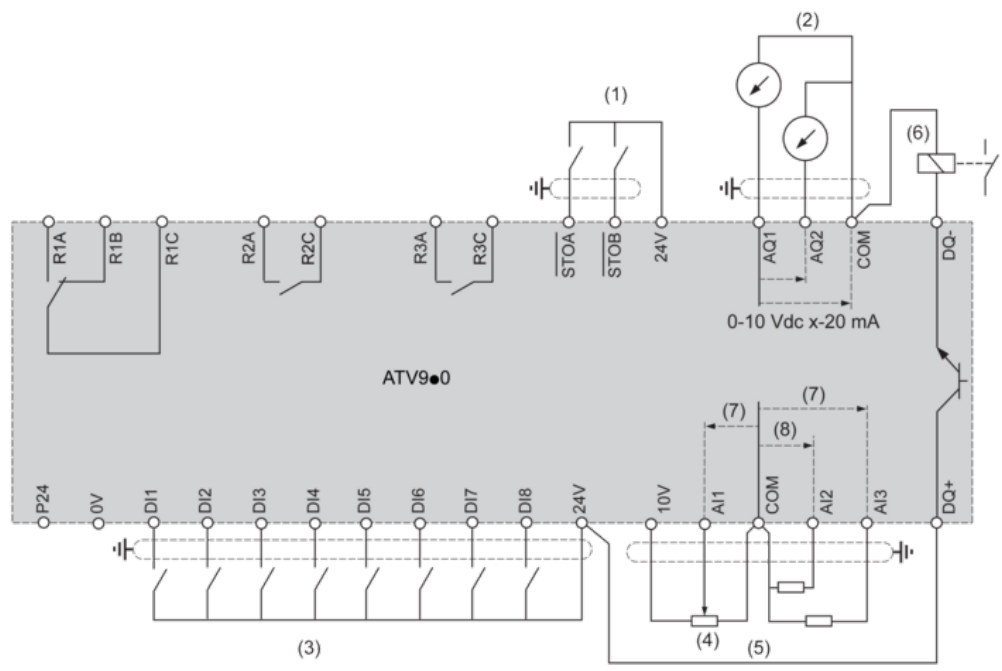 (2)
(1)
(6)
R1A
R1B
R1C
R2A
R2C
R3A
R3C
STOA
STOB
24V
AQ1
AQ2
COM
DQ-
0-10 Vdc x-20 mA
ATV9●0
(7)
(7)
(8)
P24
0V
DI1
DI2
DI3
DI4
DI5
DI6
DI7
DI8
24V
10V
AI1
COM
AI2
AI3
DQ+
(3)
(4)
(5)